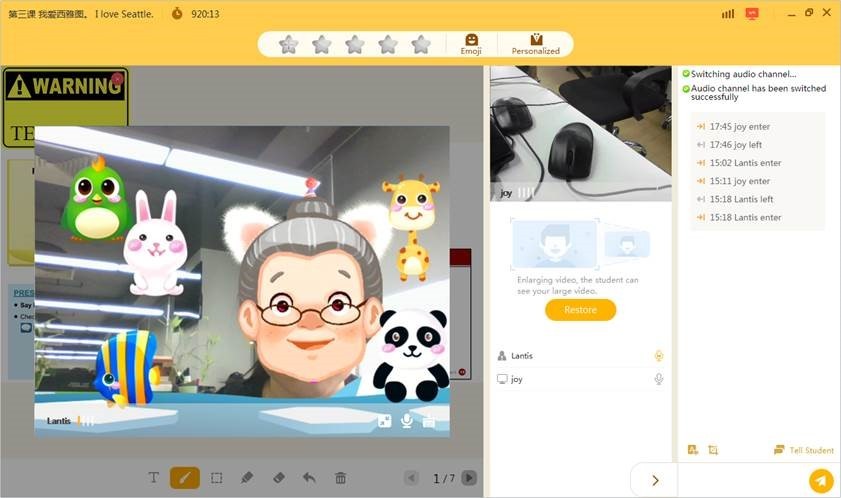 第三课 我爱西雅图。 I love Seattle.
920:13
Emoji
Personalized
WARNING
TE
PRES
Say
Chec
Lantis
1 / 7
joy
Enlarging video, the student can
see your large video.
Restore
Lantis
joy
Switching audio channel...
Audio channel has been switched
successfully
17:45 joy enter
17:46 joy left
15:02 Lantis enter
15:11 joy enter
15:18 Lantis left
15:18 Lantis enter
Tell Student